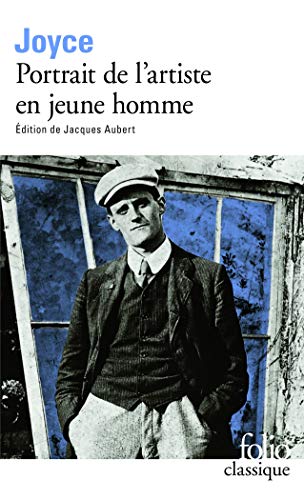 Joyce
Portrait de l'artiste
en jeune homme
Édition de Jacques Aubert
folio
classique